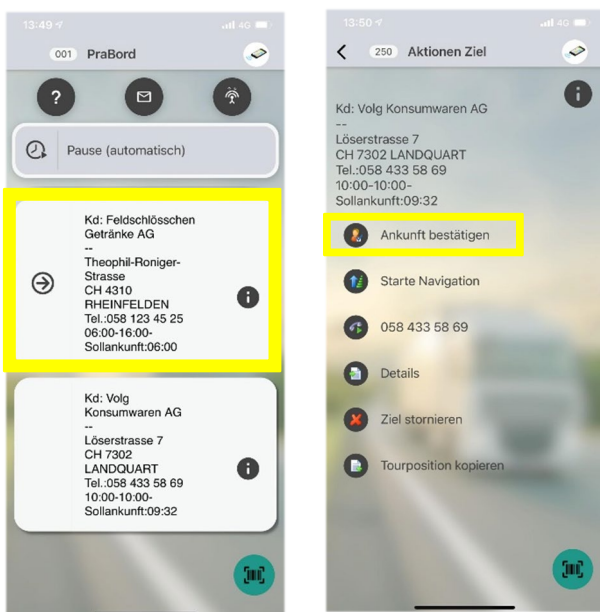 13:49
4G
001 PraBord
?
Pause (automatisch)
Kd: Feldschlösschen
Getränke AG
--
Theophil-Roniger-
Strasse
CH 4310
RHEINFELDEN
Tel.:058 123 45 25
06:00-16:00-
Sollankunft:06:00
Kd: Volg
Konsumwaren AG
--
Löserstrasse 7
CH 7302
LANDQUART
Tel.:058 433 58 69
10:00-10:00-
Sollankunft:09:32
13:50
4G
250 Aktionen Ziel
Kd: Volg Konsumwaren AG
--
Löserstrasse 7
CH 7302 LANDQUART
Tel.:058 433 58 69
10:00-10:00-
Sollankunft:09:32
Ankunft bestätigen
Starte Navigation
058 433 58 69
Details
Ziel stornieren
Tourposition kopieren